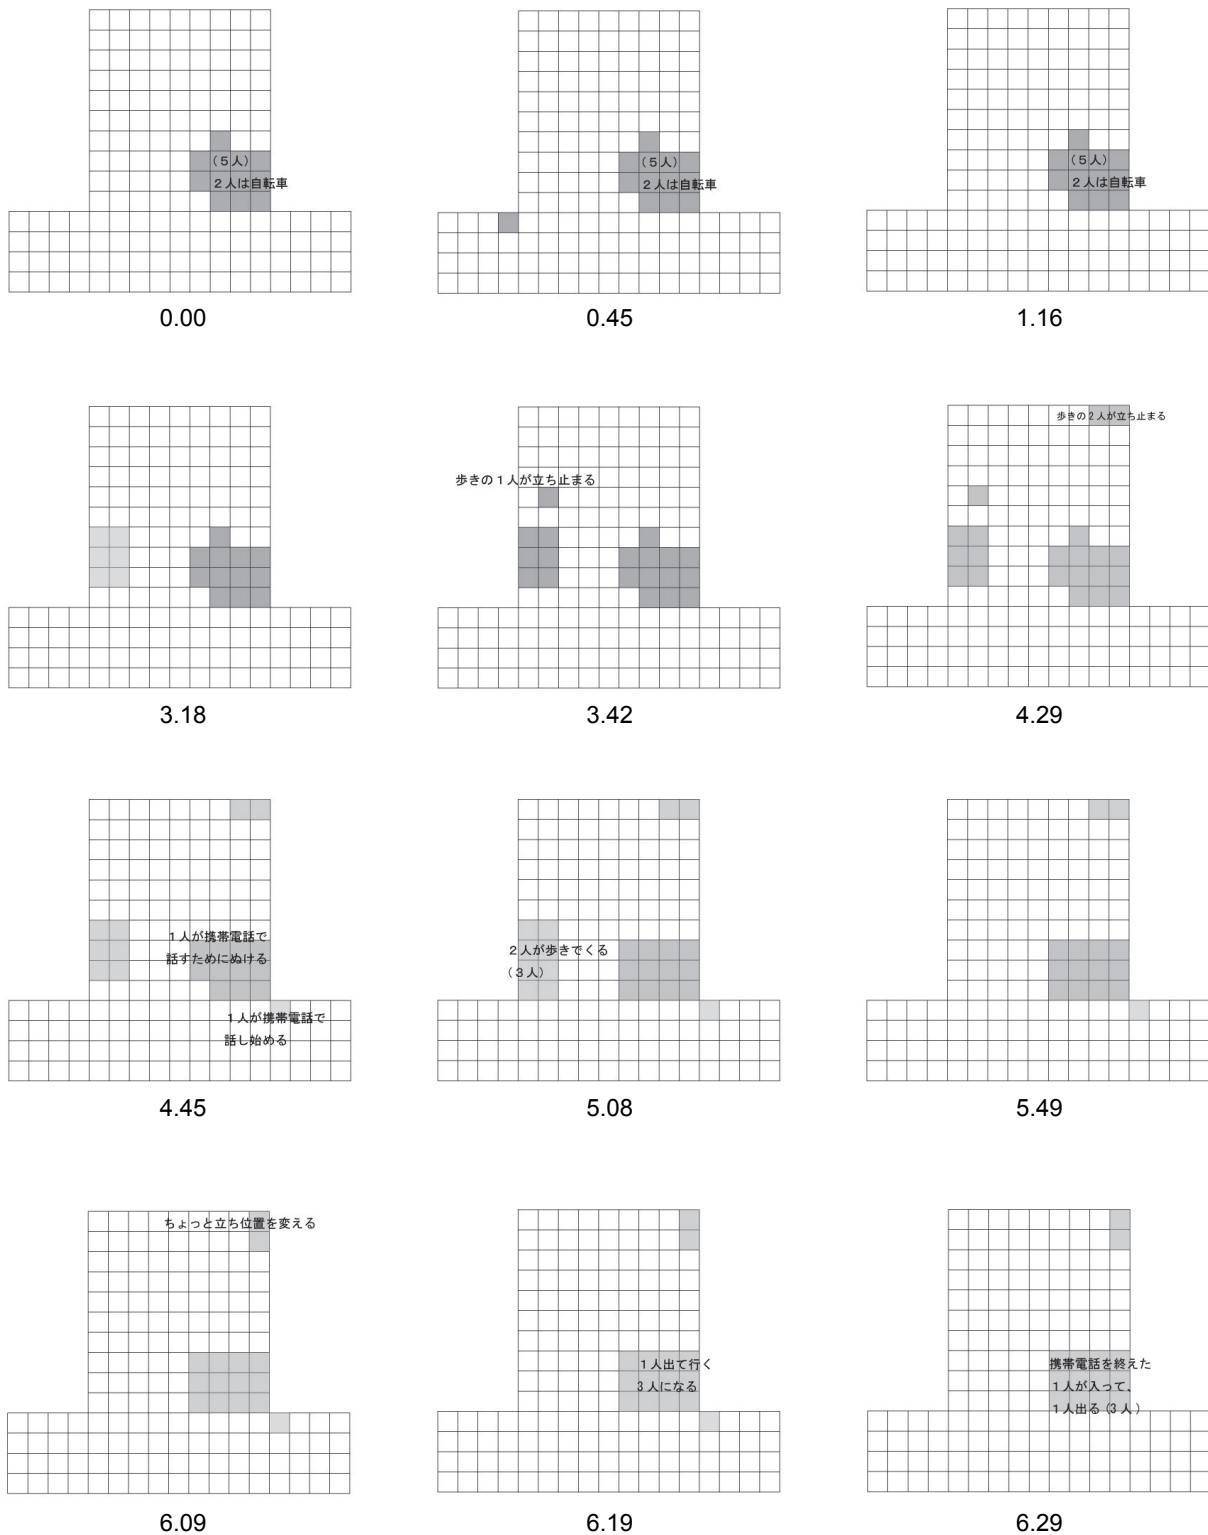 (5人)
2人は自転車
0.00
(5人)
2人は自転車
0.45
(5人)
2人は自転車
1.16
3.18
歩きの1人が立ち止まる
3.42
歩きの2人が立ち止まる
4.29
1人が携帯電話で
話すためにぬける
1人が携帯電話で
話し始める
4.45
2人が歩きでくる
(3人)
5.08
5.49
ちょっと立ち位置を変える
6.09
1人出て行く
3人になる
6.19
携帯電話を終えた
1人が入って、
1人出る(3人)
6.29